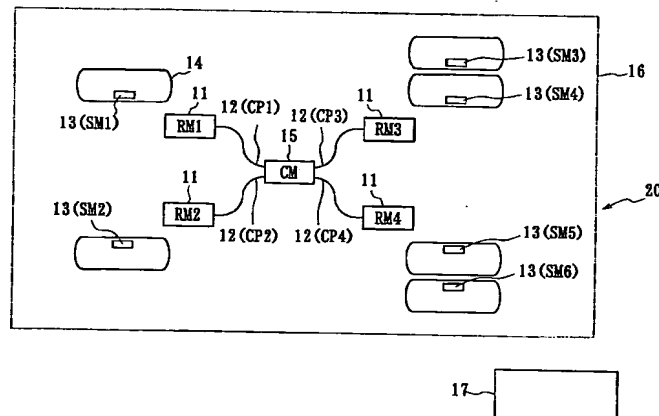 13(SM3)
14
16
11
12(CP1)
12(CP3)
11
13(SM4)
13(SM1)
RM1
15
RM3
CM
11
11
20
13(SM2)
RM2
12(CP2)
12(CP4)
RM4
13(SM5)
13(SM6)
17